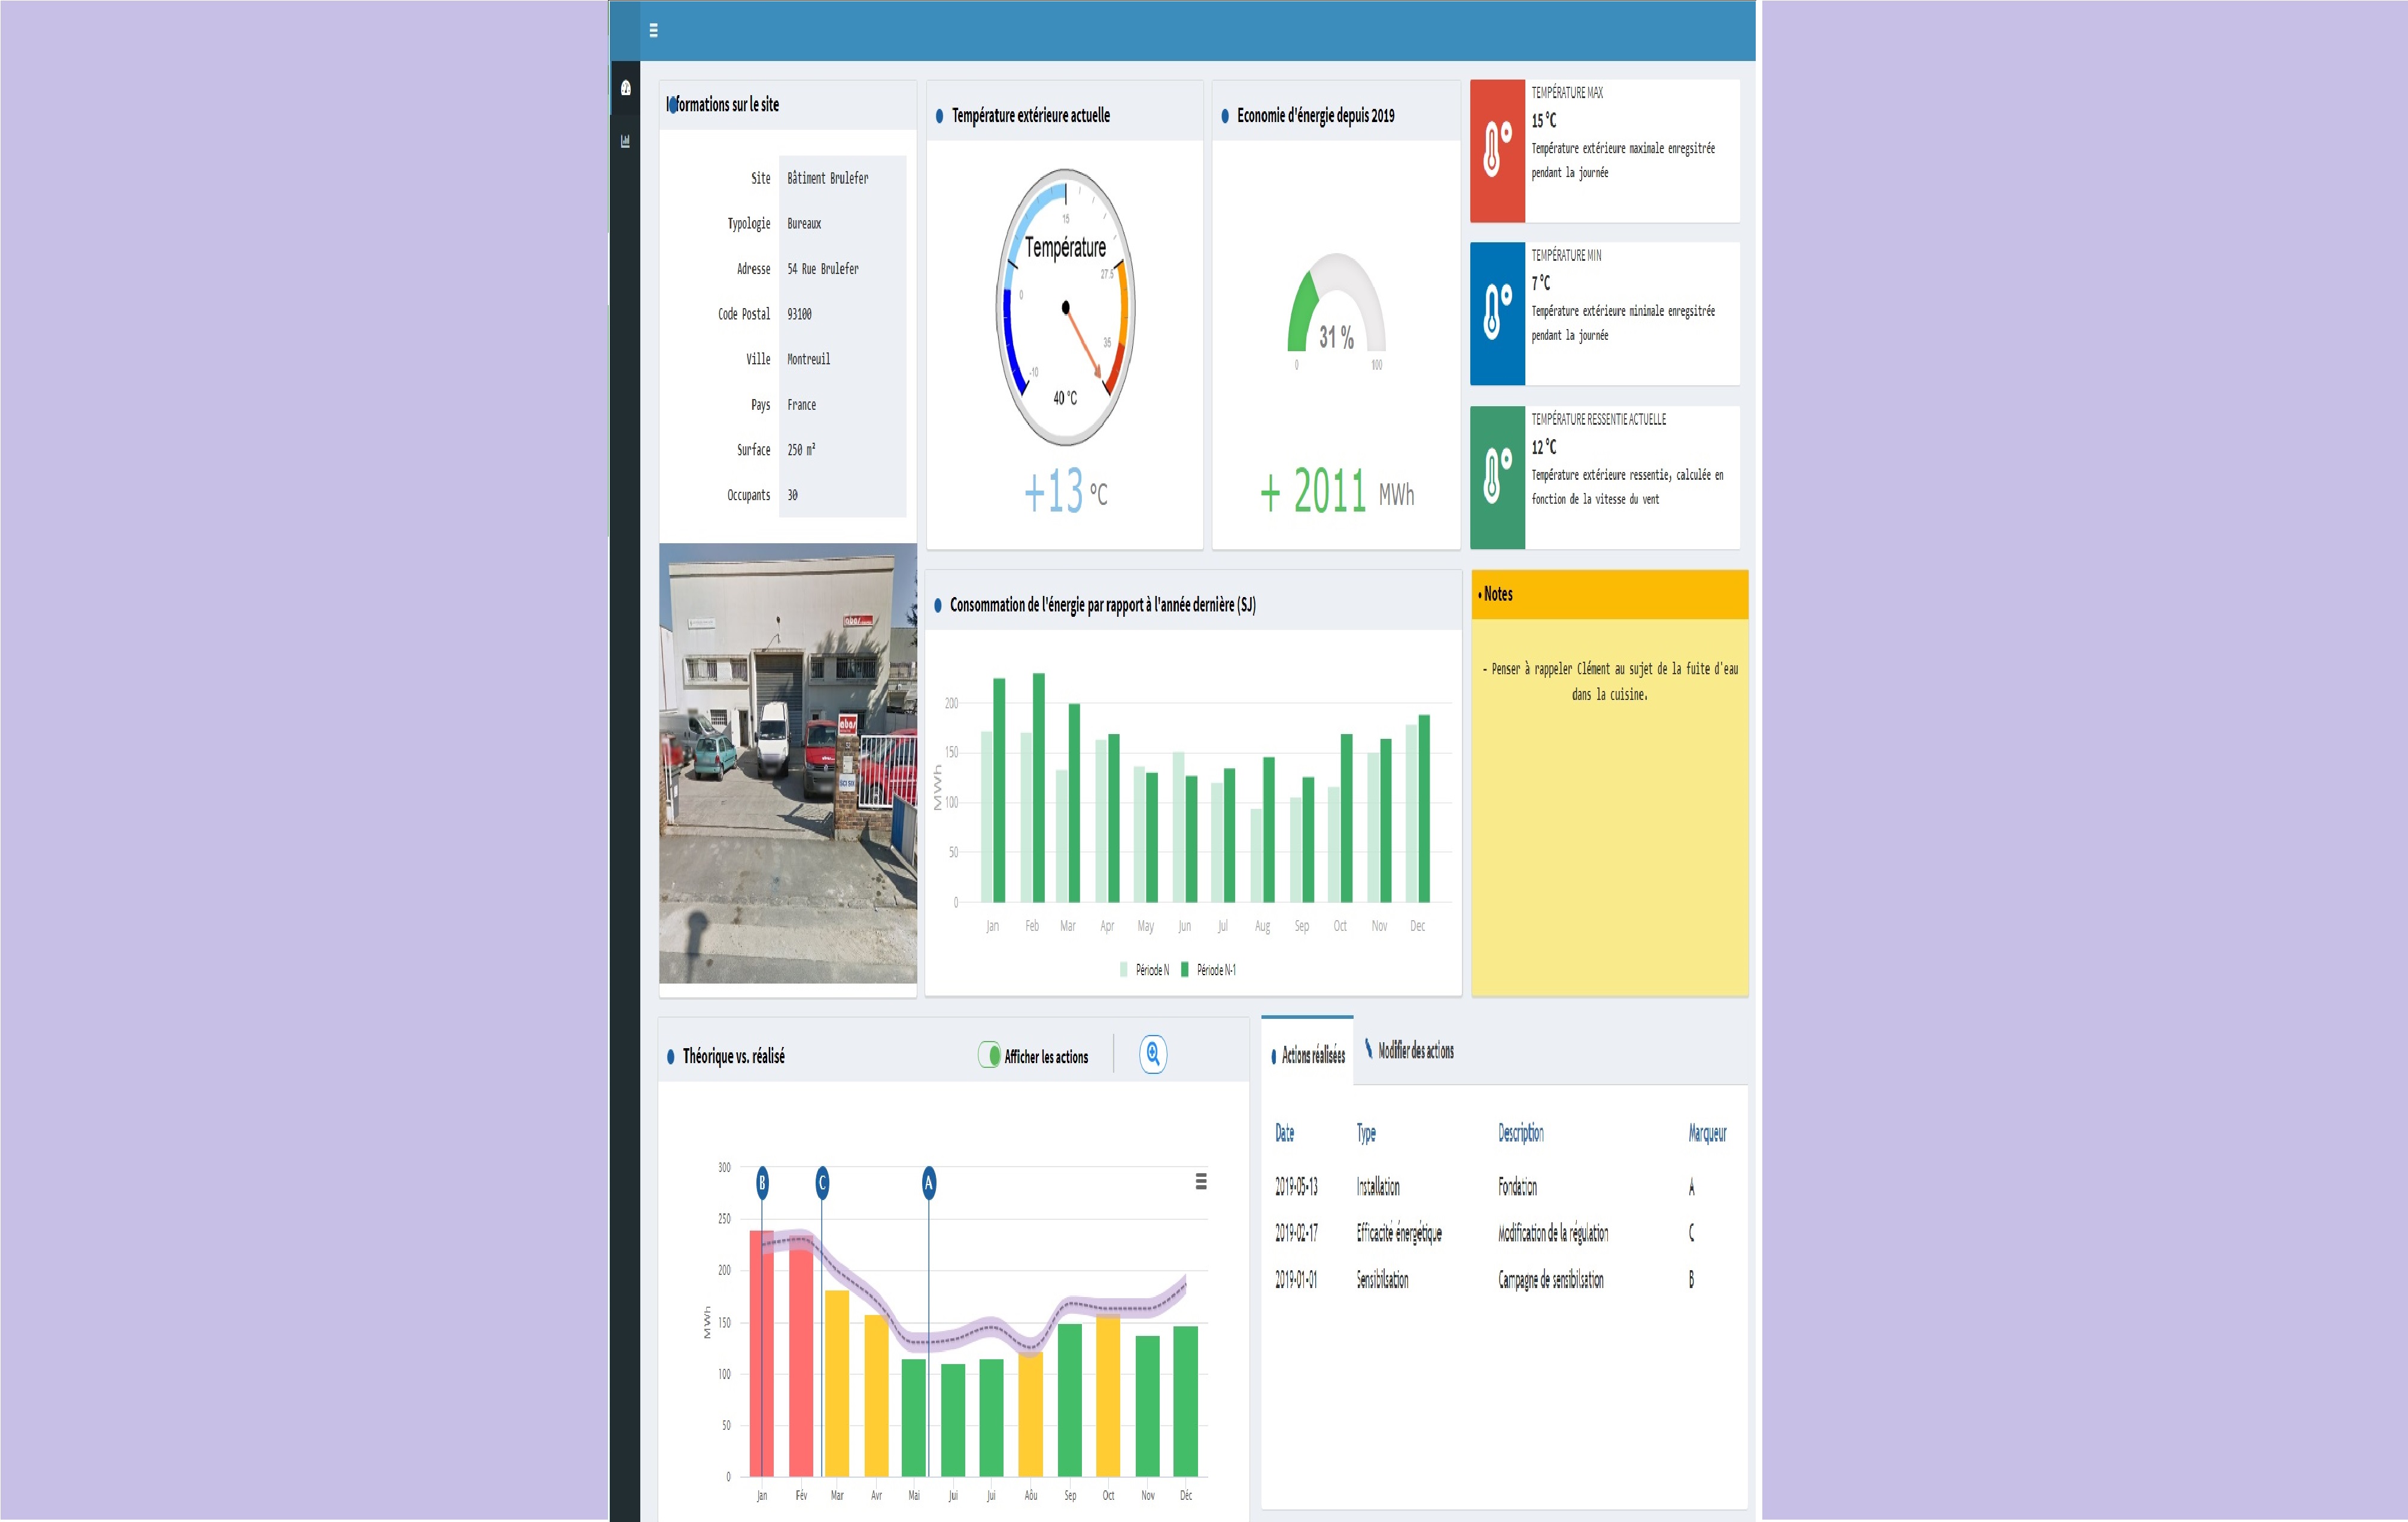 Informations sur le site
Site Bâtiment Brulefer
Typologie Bureaux
Adresse 54 Rue Brulefer
Code Postal 93100
Ville Montreuil
Pays France
Surface 250 m²
Occupants 30
abas
abas
Température extérieure actuelle
15
Température
0 27.5
35
-10
40 °C
+13 °C
Economie d'énergie depuis 2019
31 %
0 100
+ 2011 MWh
TEMPÉRATURE MAX
15 °C
Température extérieure maximale enregsitrée
pendant la journée
TEMPÉRATURE MIN
7 °C
Température extérieure minimale enregsitrée
pendant la journée
TEMPÉRATURE RESSENTIE ACTUELLE
12 °C
Température extérieure ressentie, calculée en
fonction de la vitesse du vent
Consommation de l'énergie par rapport à l'année dernière (SJ)
200
150
100
50
0
MWh
Jan Feb Mar Apr May Jun Jul Aug Sep Oct Nov Dec
Période N Période N-1
• Notes
- Penser à rappeler Clément au sujet de la fuite d'eau
dans la cuisine.
Théorique vs. réalisé Afficher les actions
300
250
200
150
100
50
0
MWh
B C A
Jan Fév Mar Avr Mai Jui Jui Aôu Sep Oct Nov Déc
Actions réalisées Modifier des actions
Date Type Description Marqueur
2019-05-13 Installation Fondation A
2019-02-17 Efficacité énergétique Modification de la régulation C
2019-01-01 Sensibilsation Campagne de sensibilsation B